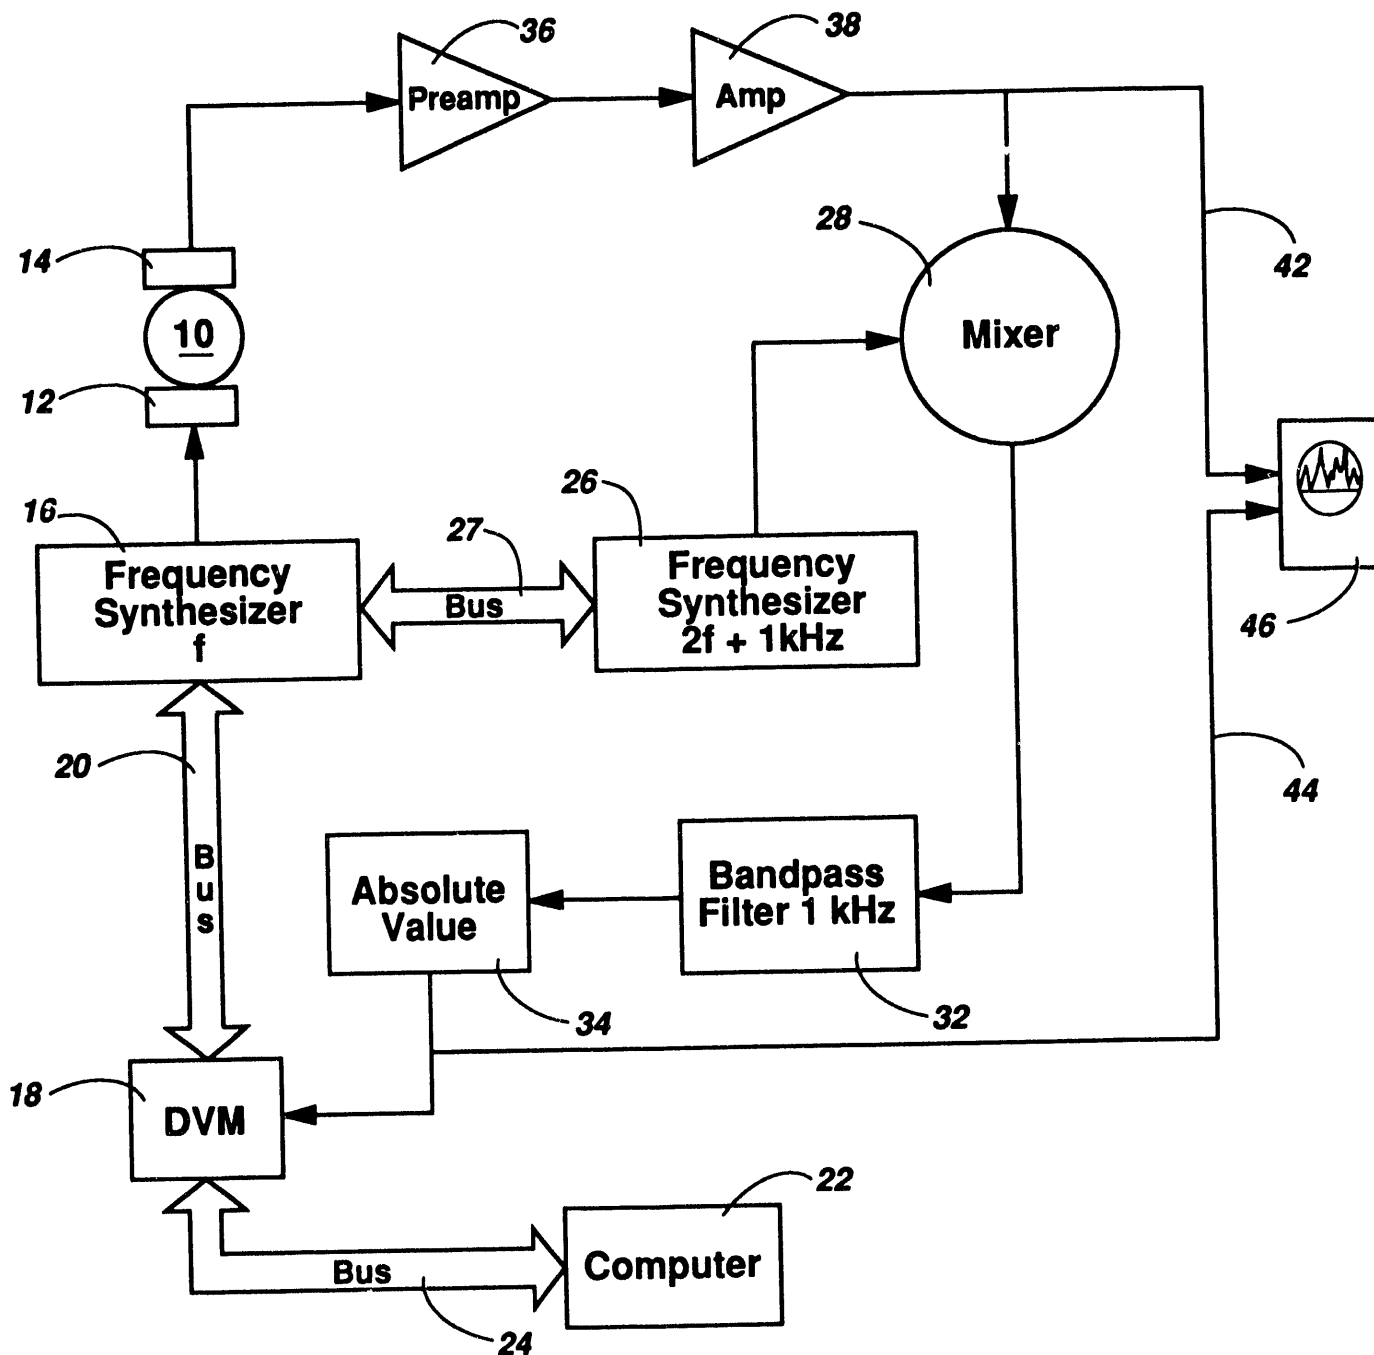 36
38
Preamp
Amp
28
14
42
10
Mixer
12
16
27
26
Frequency
Synthesizer
f
Bus
Frequency
Synthesizer
2f + 1kHz
46
20
44
Bus
Absolute
Value
Bandpass
Filter 1 kHz
34
32
18
DVM
22
Computer
Bus
24